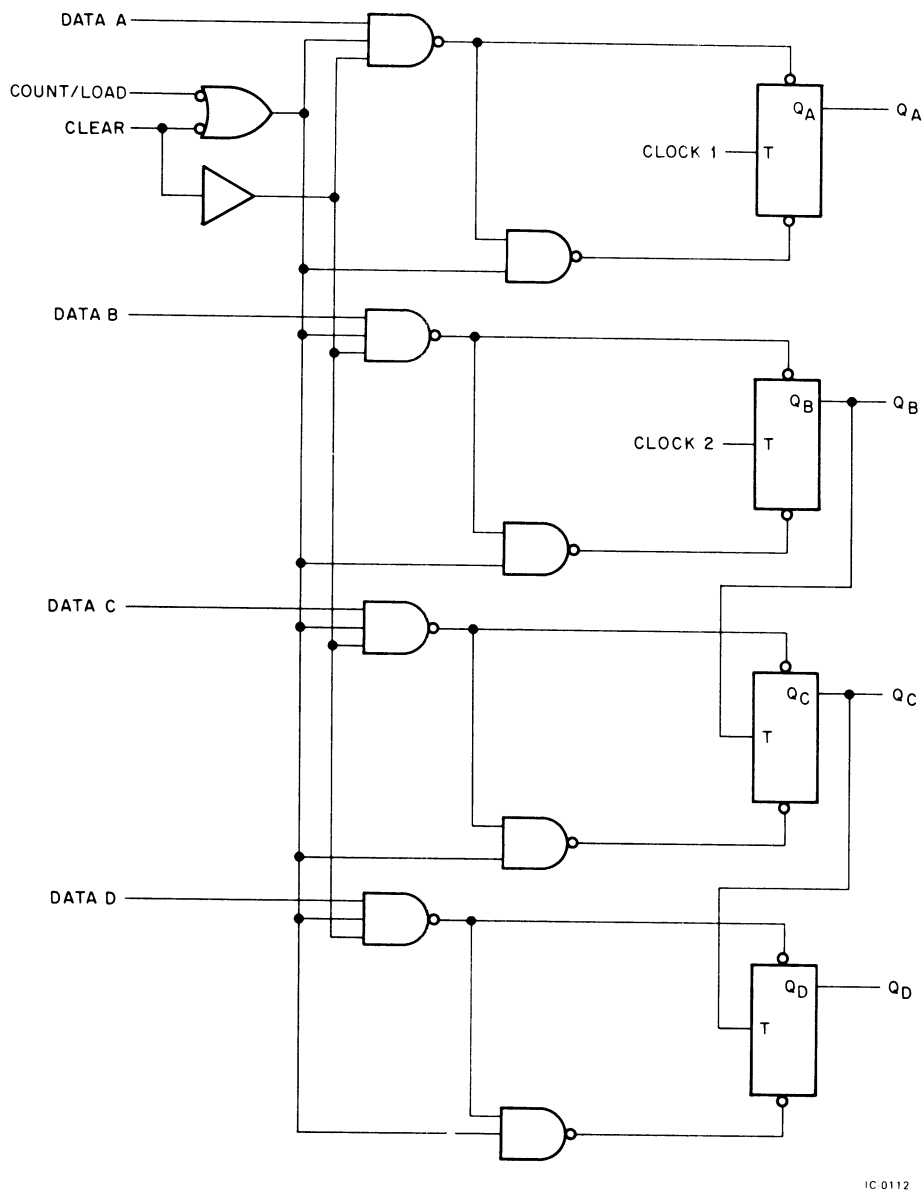 DATA A
COUNT/LOAD
CLEAR
QA
QA
CLOCK 1
T
DATA B
QB
QB
CLOCK 2
T
DATA C
QC
QC
T
DATA D
QD
QD
T
IC-0112